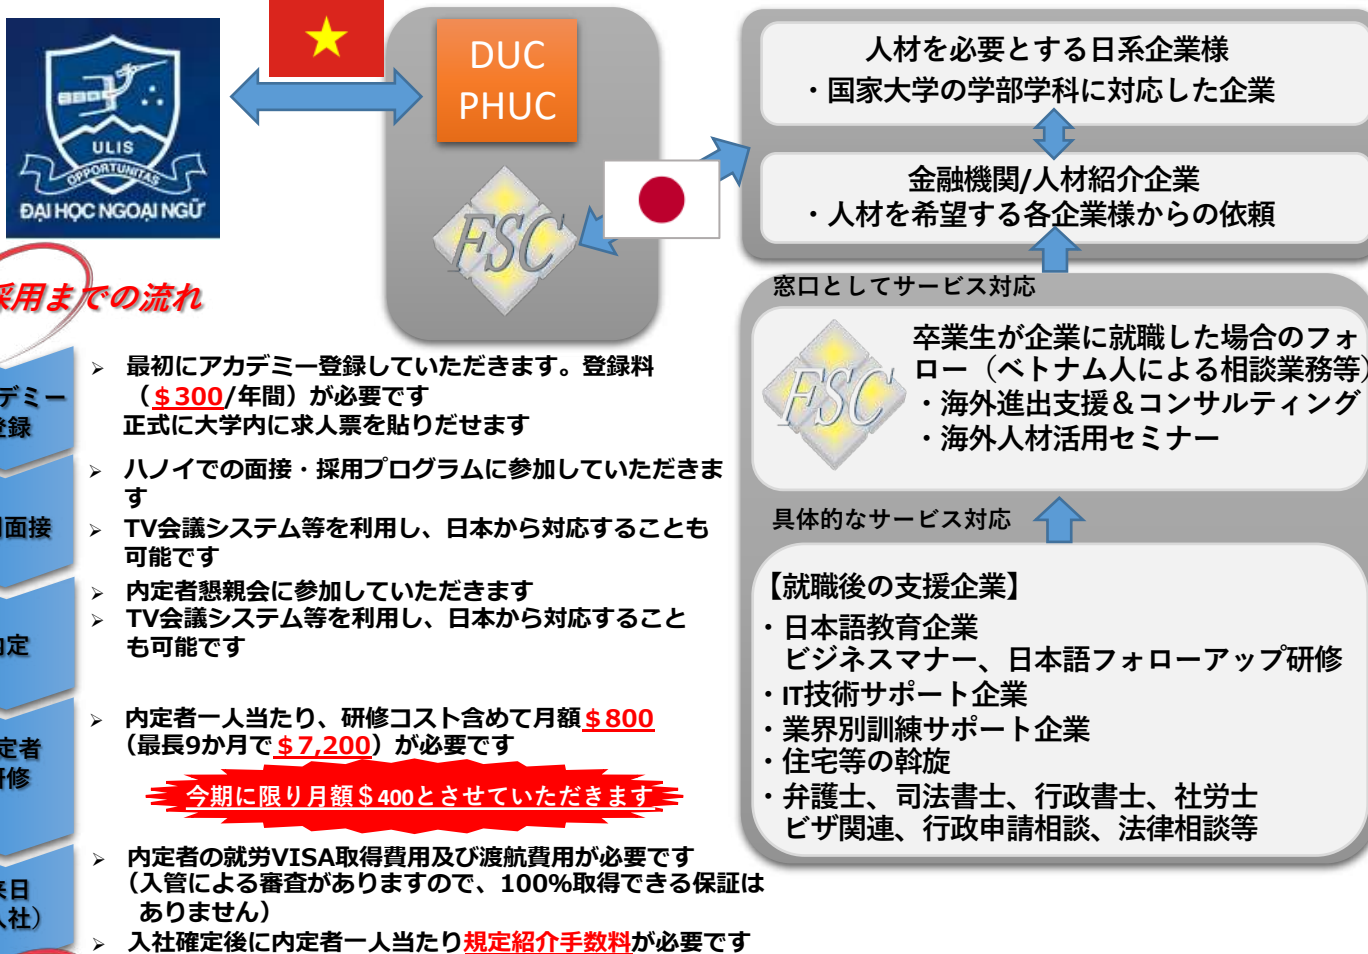 ULIS
OPPORTUNITAS
ĐẠI HỌC NGOẠI NGỮ
DUC
PHUC
FSC
人材を必要とする日系企業様
・国家大学の学部学科に対応した企業
金融機関/人材紹介企業
・人材を希望する各企業様からの依頼
窓口としてサービス対応
FSC
卒業生が企業に就職した場合のフォ
ロー（ベトナム人による相談業務等）
・海外進出支援＆コンサルティング
・海外人材活用セミナー
具体的なサービス対応
【就職後の支援企業】
・日本語教育企業
ビジネスマナー、日本語フォローアップ研修
・IT技術サポート企業
・業界別訓練サポート企業
・住宅等の斡旋
・弁護士、司法書士、行政書士、社労士
ビザ関連、行政申請相談、法律相談等
採用までの流れ
デミー
登録
➢ 最初にアカデミー登録していただきます。登録料
（＄300/年間）が必要です
正式に大学内に求人票を貼りだせます
面接
➢ ハノイでの面接・採用プログラムに参加していただきま
す
➢ TV会議システム等を利用し、日本から対応することも
可能です
内定
➢ 内定者懇親会に参加していただきます
➢ TV会議システム等を利用し、日本から対応すること
も可能です
定者
研修
➢ 内定者一人当たり、研修コスト含めて月額＄800
（最長9か月で＄7,200）が必要です
今期に限り月額＄400とさせていただきます
来日
入社）
➢ 内定者の就労VISA取得費用及び渡航費用が必要です
（入管による審査がありますので、100%取得できる保証は
ありません）
➢ 入社確定後に内定者一人当たり規定紹介手数料が必要です